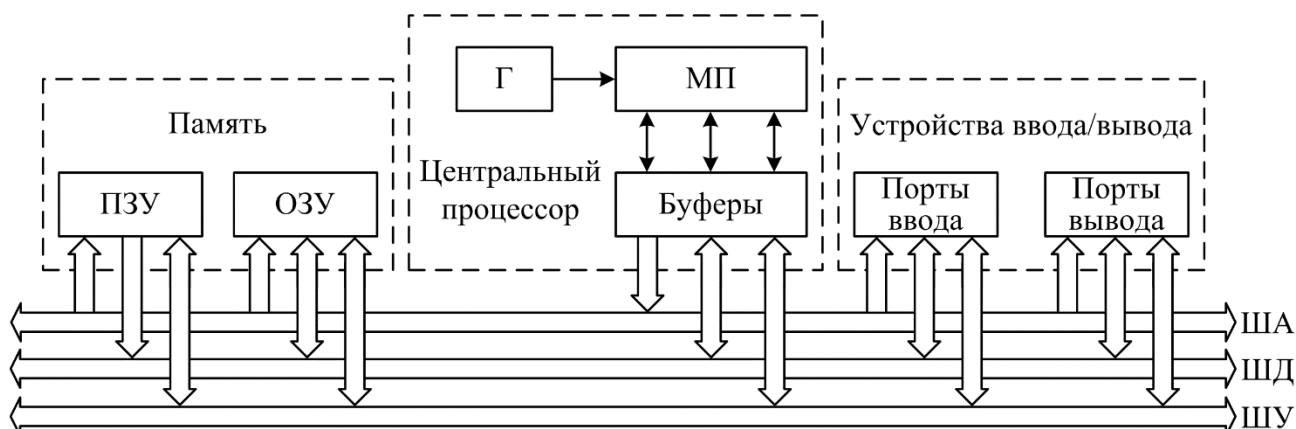 Г
МП
Память
Устройства ввода/вывода
Центральный
процессор
ПЗУ
ОЗУ
Буферы
Порты
ввода
Порты
вывода
ША
ШД
ШУ